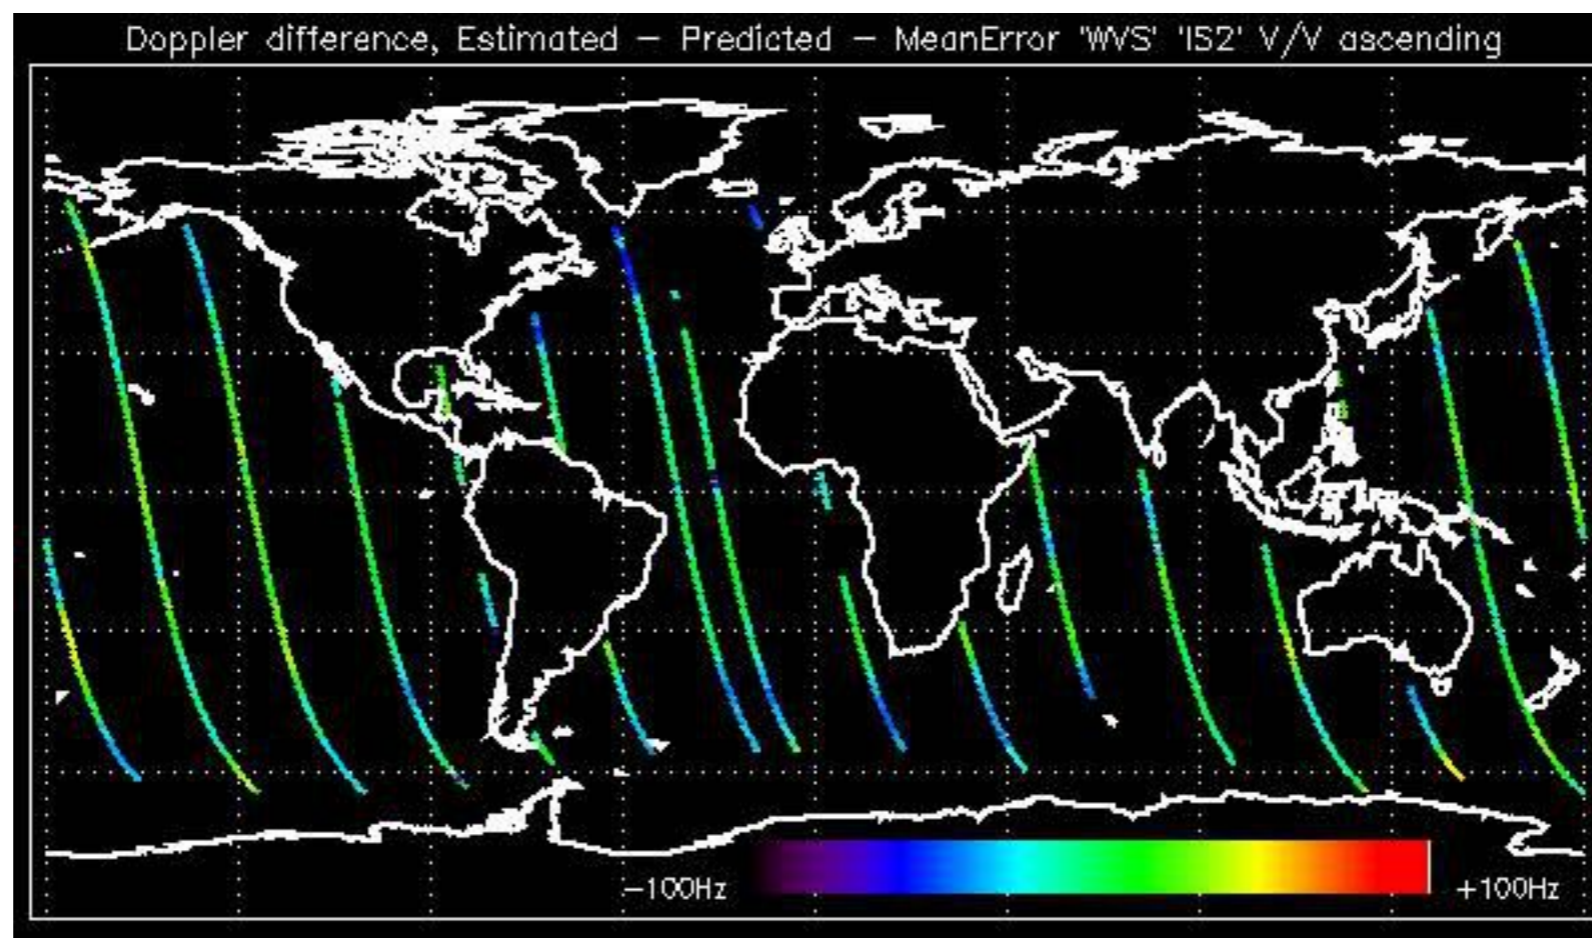 Doppler difference, Estimated – Predicted – MeanError 'WVS' 'IS2' V/V ascending
–100Hz +100Hz